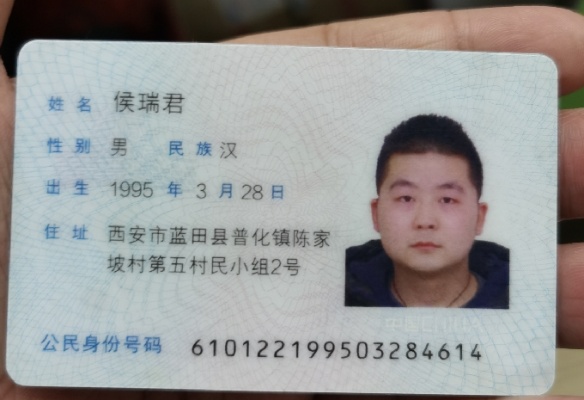 姓名 侯瑞君
性别 男 民族 汉
出生 1995 年 3 月 28 日
住址 西安市蓝田县普化镇陈家
坡村第五村民小组2号
公民身份号码 610122199503284614